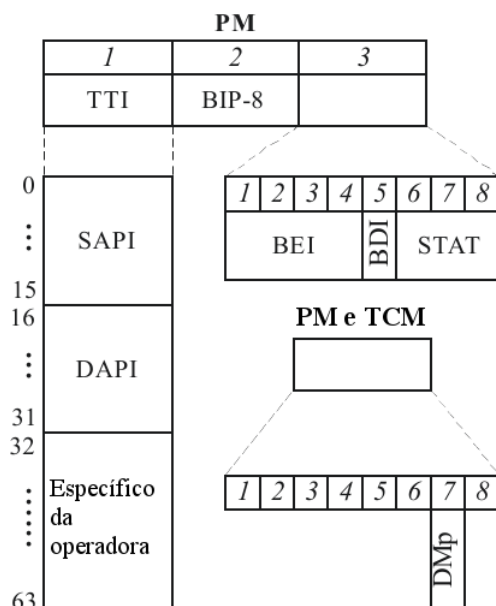 PM
1 2 3
TTI BIP-8
0 1 2 3 4 5 6 7 8
⋮ SAPI BEI BDI STAT
15
16 PM e TCM
⋮ DAPI
31
32
Específico 1 2 3 4 5 6 7 8
da
operadora DMp
63